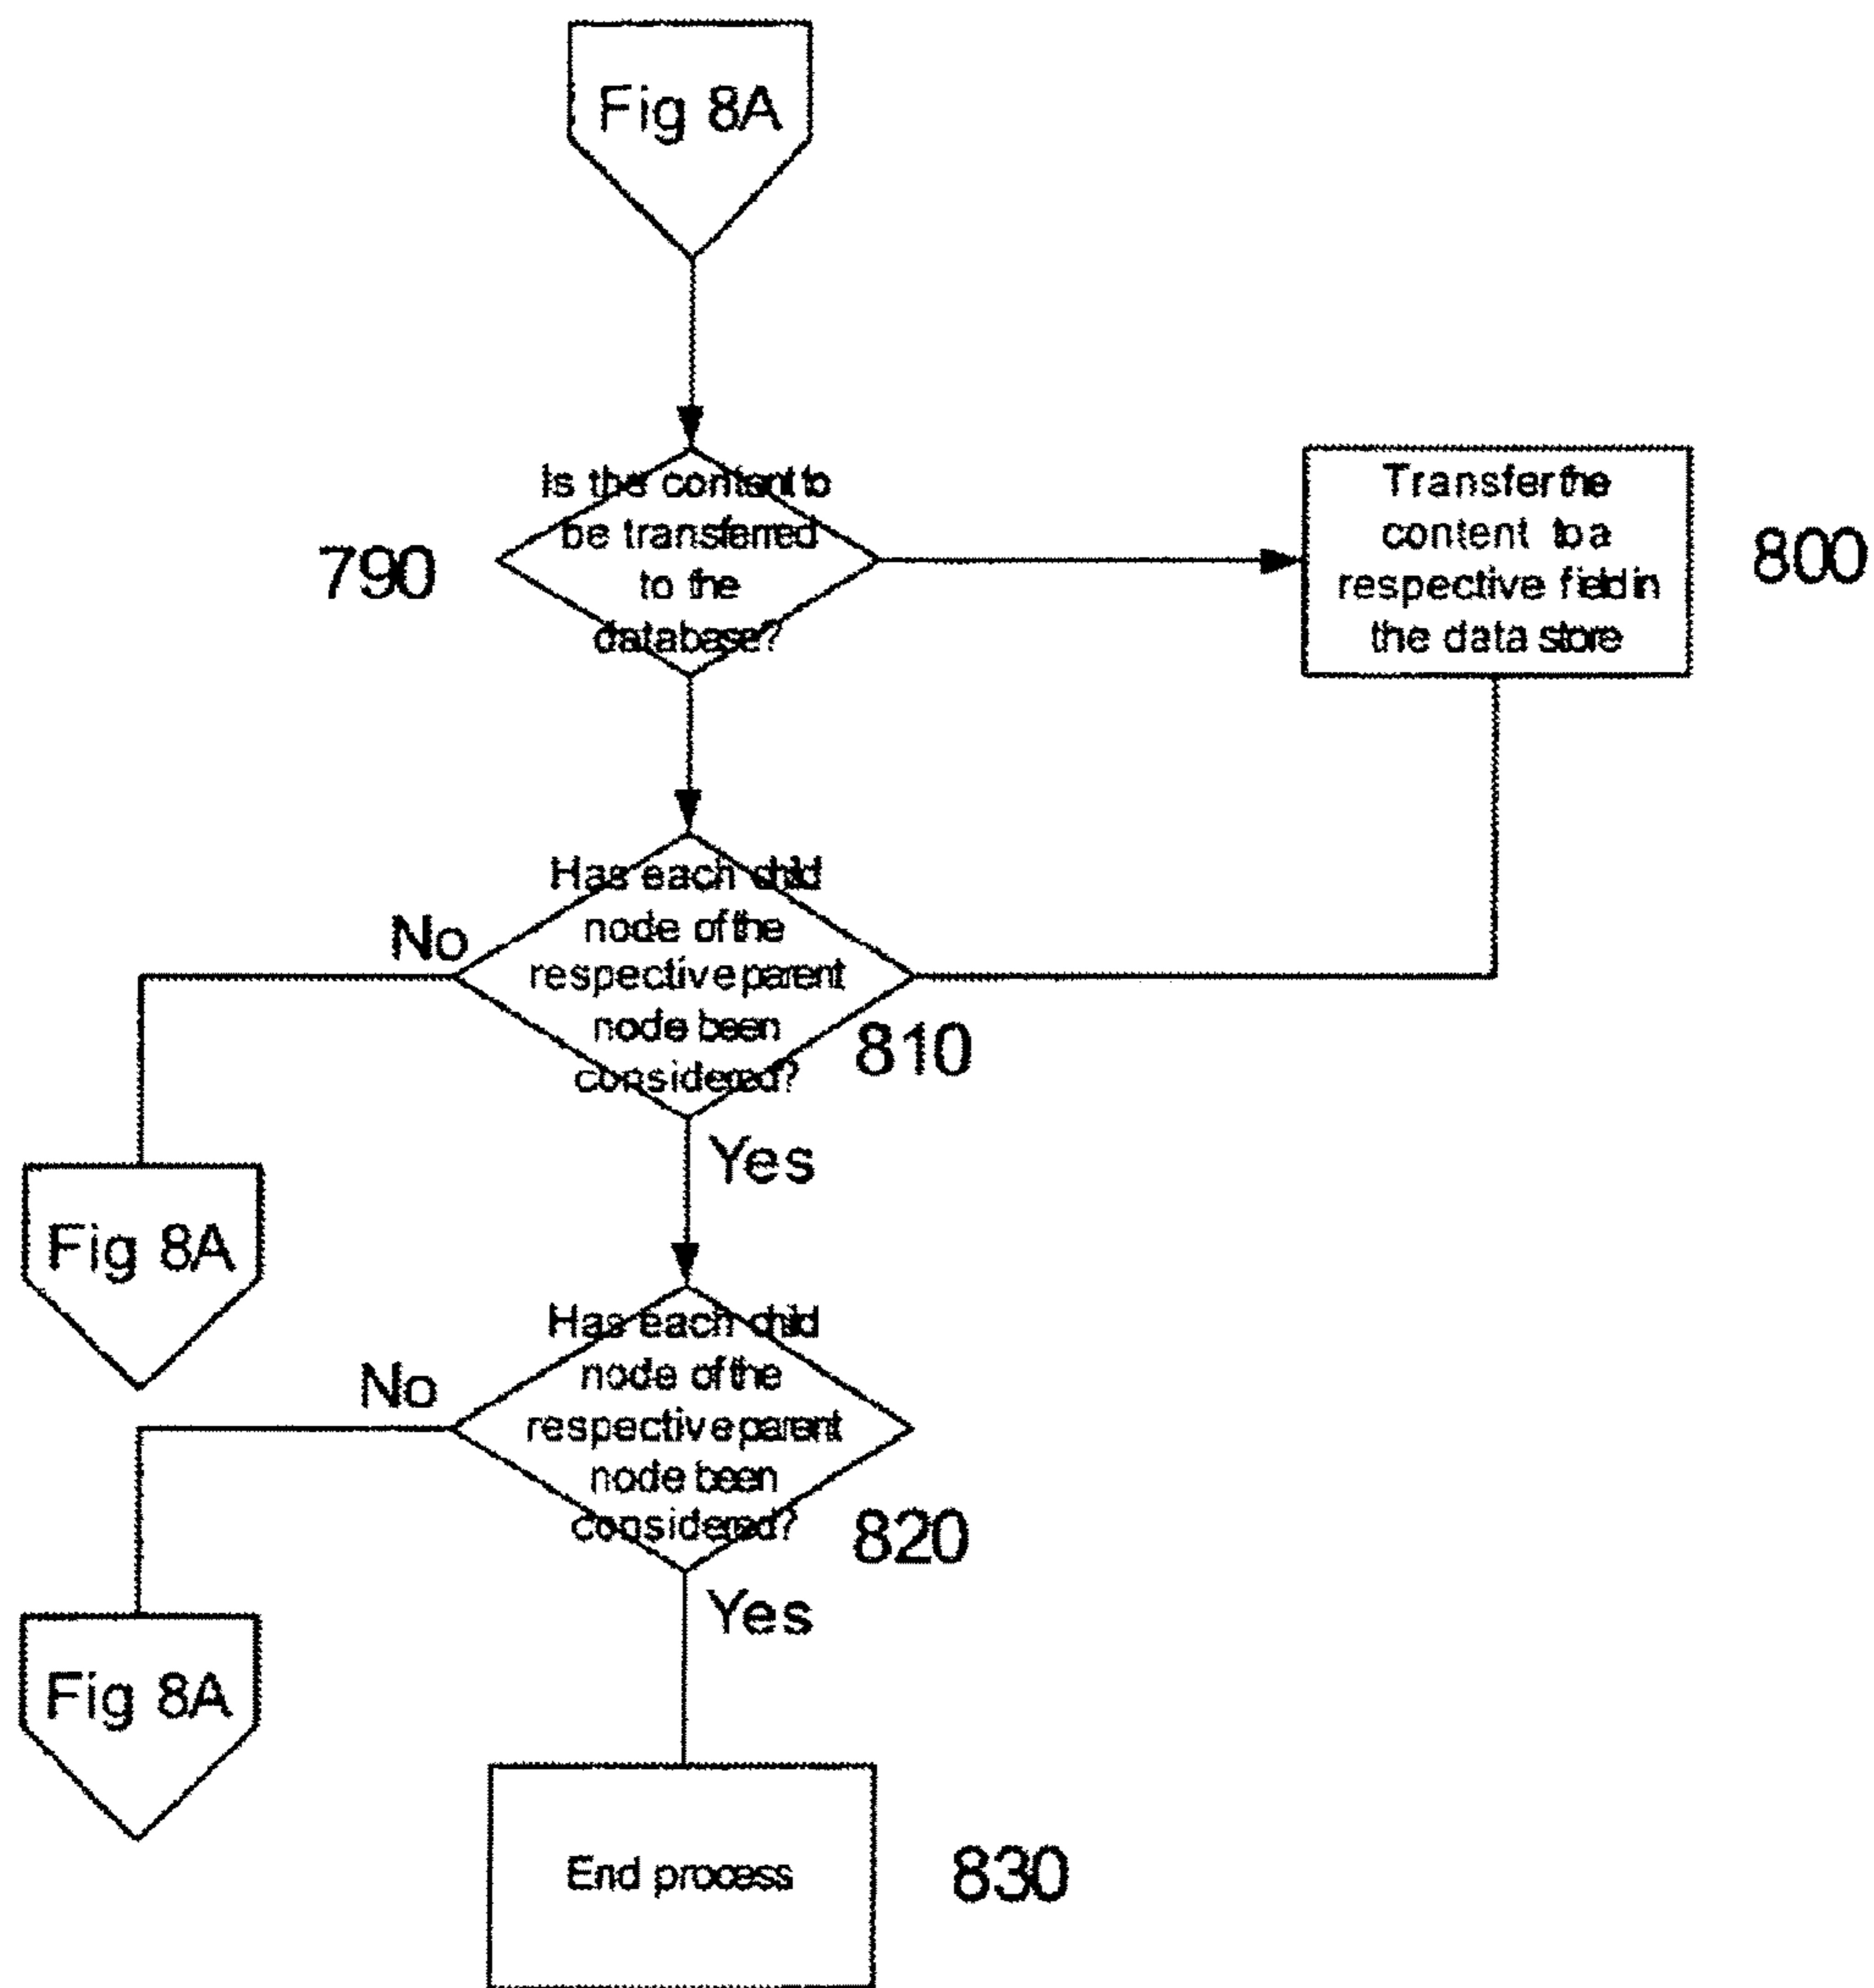 Fig 8A
Is the content to
be transferred
to the
database?
790
Transfer the
content to a
respective field in
the data store
800
Has each child
node of the
respective parent
node been
considered?
No
810
Yes
Fig 8A
Has each child
node of the
respective parent
node been
considered?
No
820
Yes
Fig 8A
End process
830